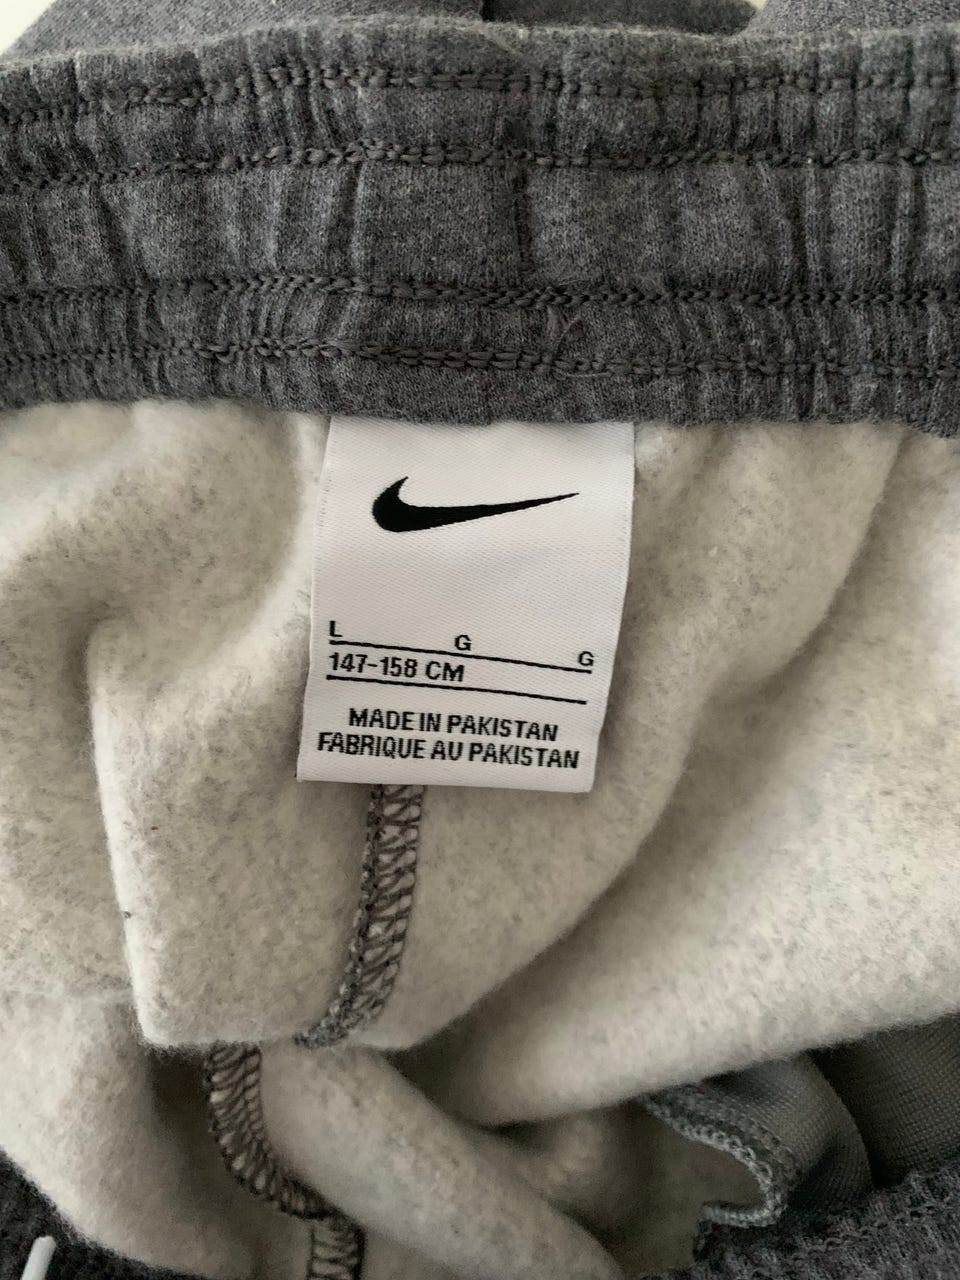 L G G
147-158 CM
MADE IN PAKISTAN
FABRIQUE AU PAKISTAN